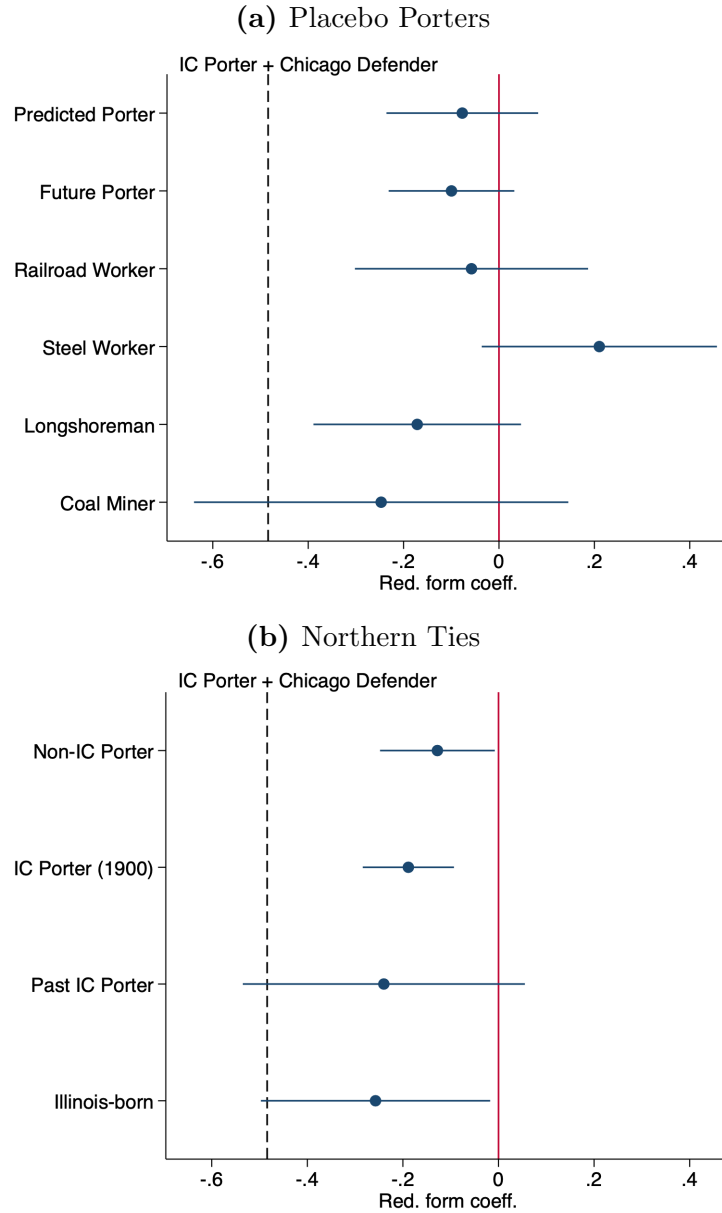 (a) Placebo Porters
IC Porter + Chicago Defender
Predicted Porter
Future Porter
Railroad Worker
Steel Worker
Longshoreman
Coal Miner
-.6 -.4 -.2 0 .2 .4
Red. form coeff.
(b) Northern Ties
IC Porter + Chicago Defender
Non-IC Porter
IC Porter (1900)
Past IC Porter
Illinois-born
-.6 -.4 -.2 0 .2 .4
Red. form coeff.